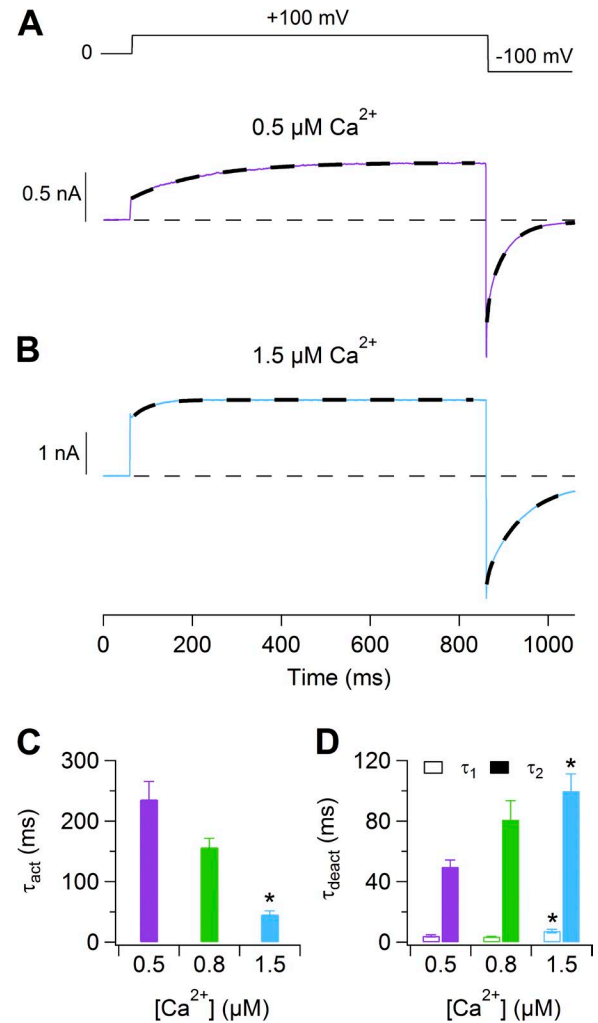 A
+100 mV
0
-100 mV
0.5 µM Ca²⁺
0.5 nA
B
1.5 µM Ca²⁺
1 nA
0 200 400 600 800 1000
Time (ms)
C
300
200
100
0
τact (ms)
*
0.5 0.8 1.5
[Ca²⁺] (µM)
D
120
80
40
0
τdeact (ms)
τ₁ τ₂
*
*
0.5 0.8 1.5
[Ca²⁺] (µM)